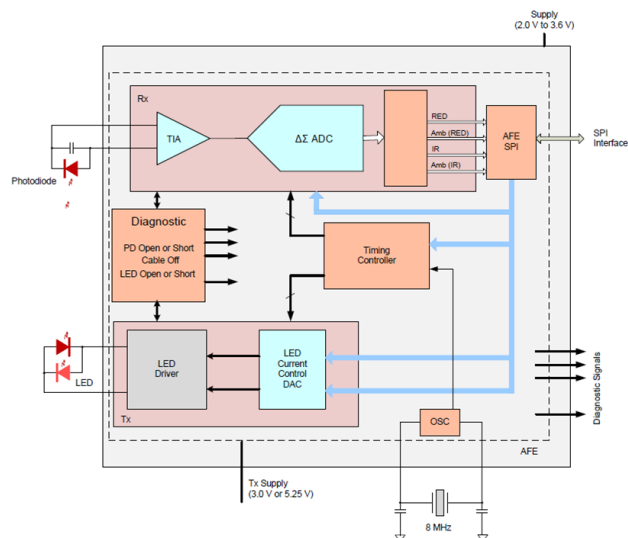 Supply
(2.0 V to 3.6 V)
Rx
TIA
ΔΣ ADC
RED
Amb (RED)
IR
Amb (IR)
AFE
SPI
SPI
Interface
Photodiode
Diagnostic
PD Open or Short
Cable Off
LED Open or Short
Timing
Controller
LED
Driver
LED
Current
Control
DAC
LED
Tx
Diagnostic Signals
OSC
AFE
Tx Supply
(3.0 V or 5.25 V)
8 MHz